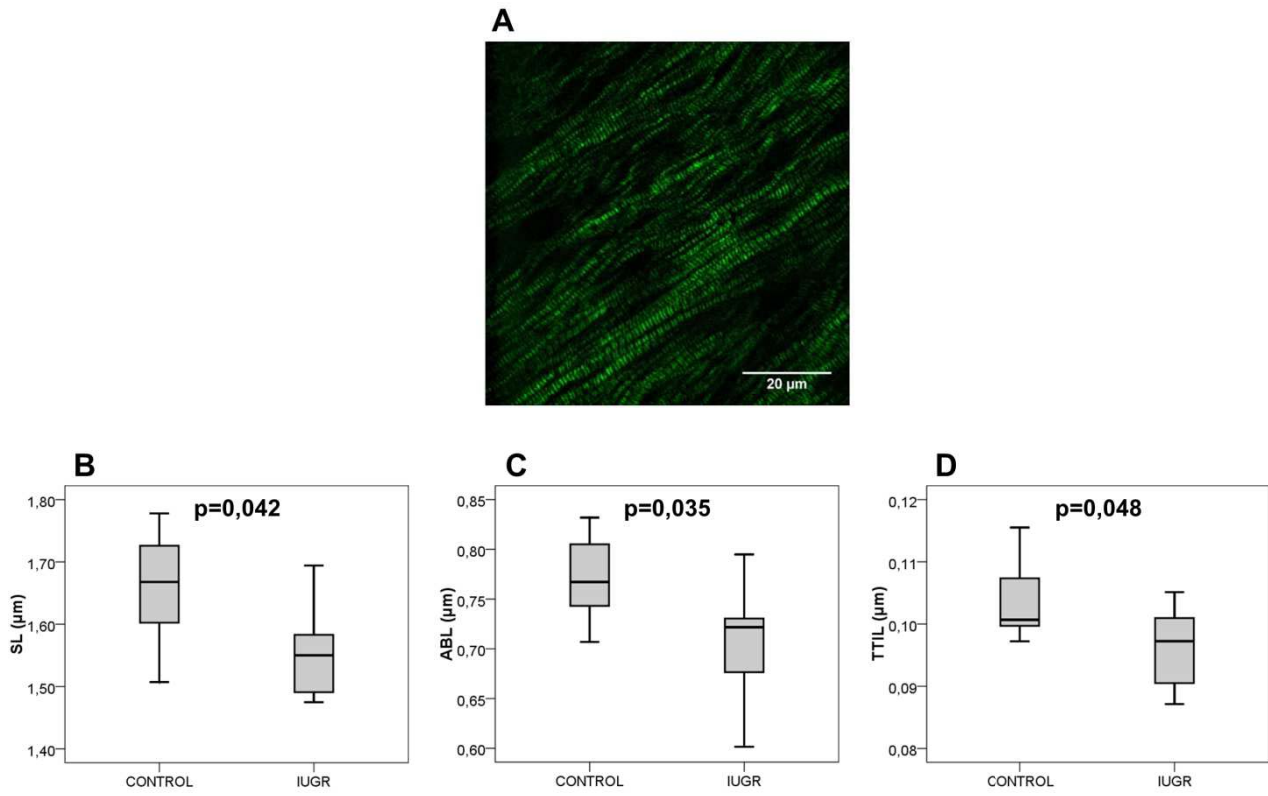 A
20 µm
B
p=0,042
SL (µm)
1,80
1,70
1,60
1,50
1,40
CONTROL IUGR
C
p=0,035
ABL (µm)
0,85
0,80
0,75
0,70
0,65
0,60
CONTROL IUGR
D
p=0,048
TTIL (µm)
0,12
0,11
0,10
0,09
0,08
CONTROL IUGR